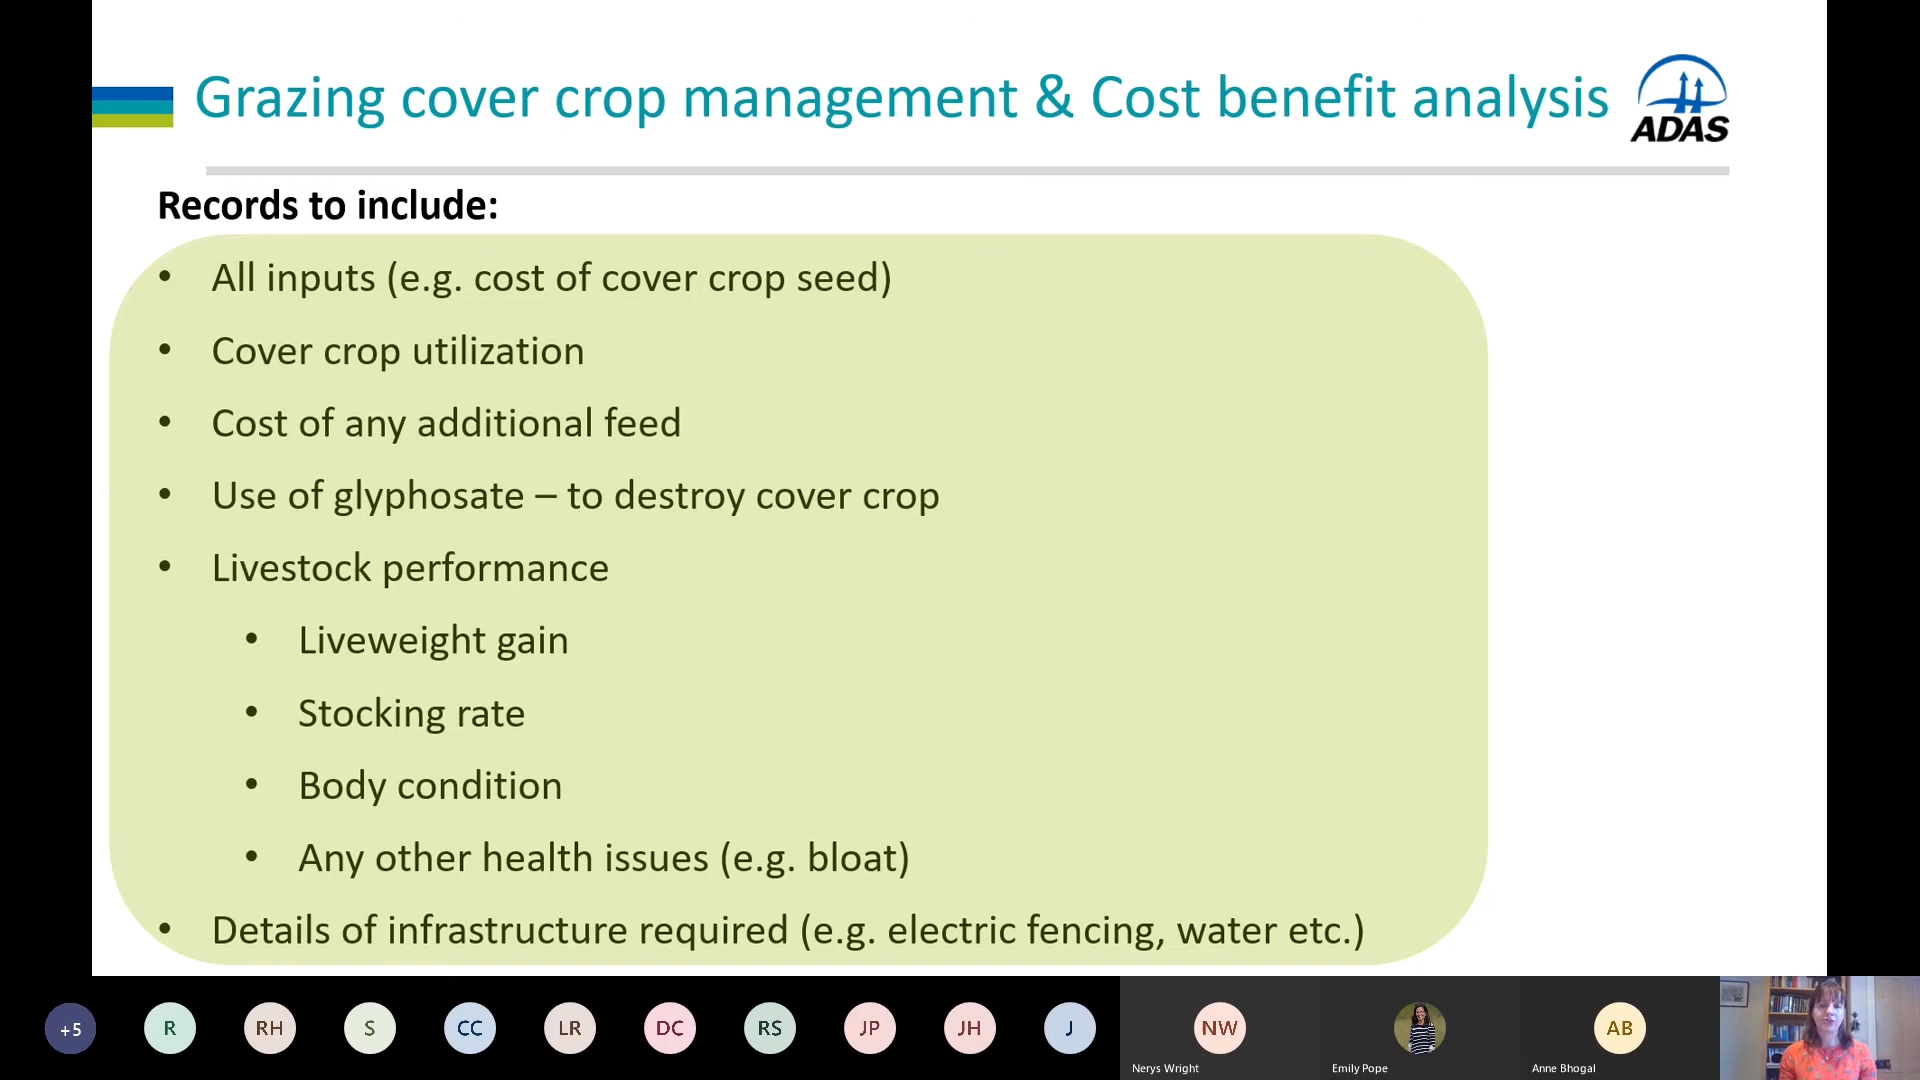 Grazing cover crop management & Cost benefit analysis
ADAS
Records to include:
• All inputs (e.g. cost of cover crop seed)
• Cover crop utilization
• Cost of any additional feed
• Use of glyphosate – to destroy cover crop
• Livestock performance
• Liveweight gain
• Stocking rate
• Body condition
• Any other health issues (e.g. bloat)
• Details of infrastructure required (e.g. electric fencing, water etc.)
+5 R RH S CC LR DC RS JP JH J NW AB
Nerys Wright Emily Pope Anne Bhogal